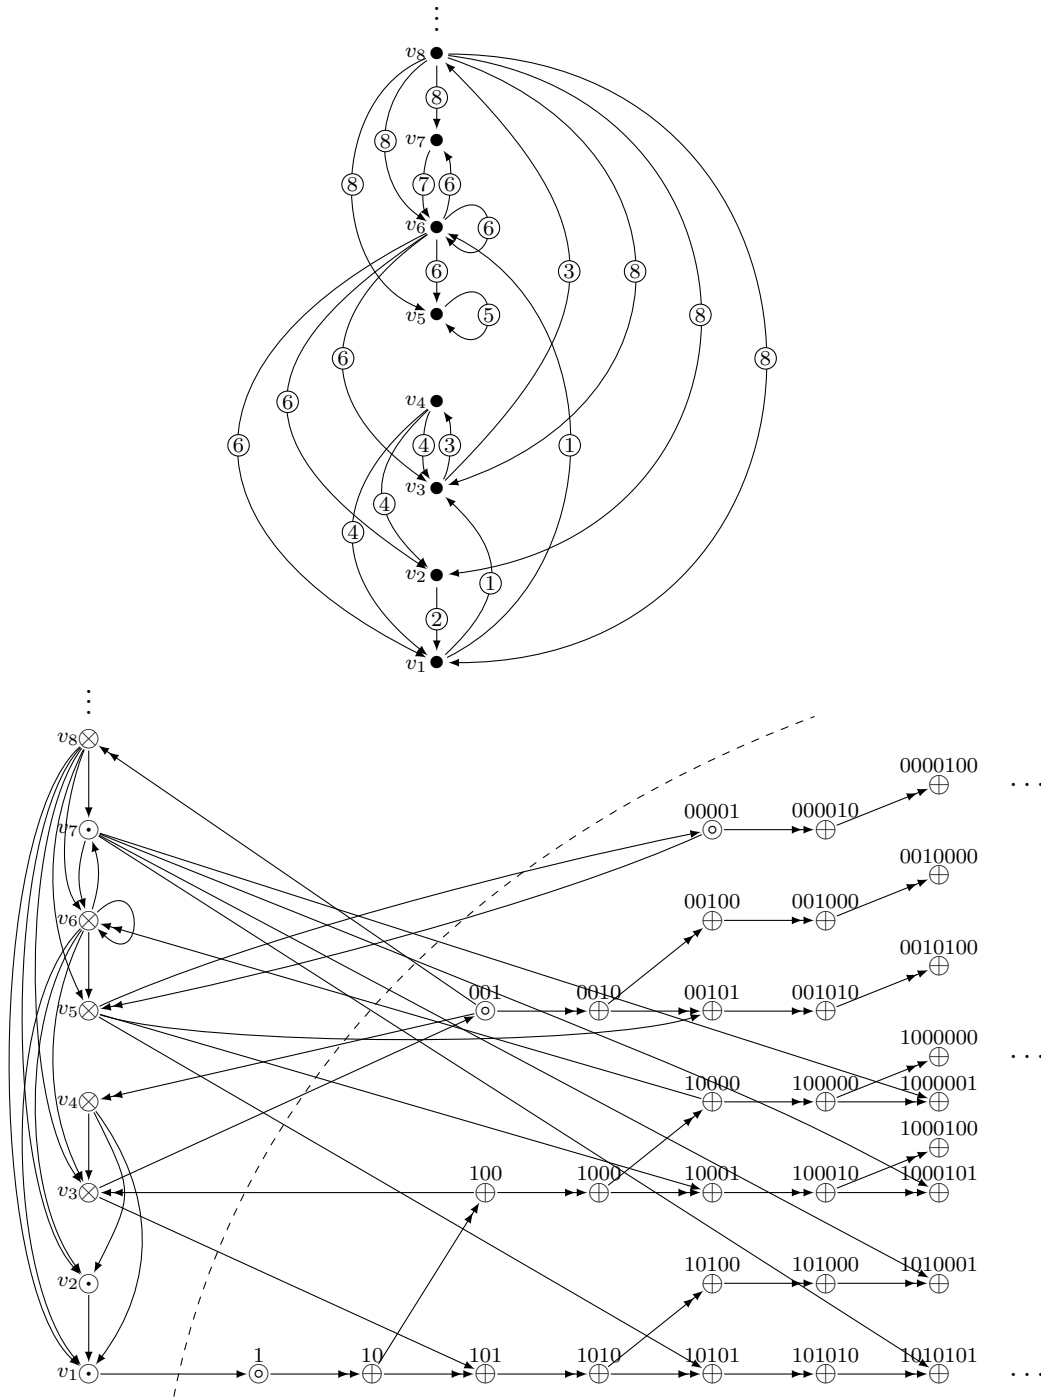 ⋮
v₈
8
8
v₇
8
7 6
v₆ 6
6 3 8
v₅ 5 8
6 8
v₄
6
6 4 3 1
v₃
4
4
v₂ 1
2
v₁
⋮
v₈
0000100
⋯
00001 000010
v₇
0010000
00100 001000
v₆
0010100
001 0010 00101 001010
v₅
1000000
⋯
10000 100000 1000001
v₄
1000100
100 1000 10001 100010 1000101
v₃
10100 101000 1010001
v₂
1 10 101 1010 10101 101010 1010101
v₁
⋯